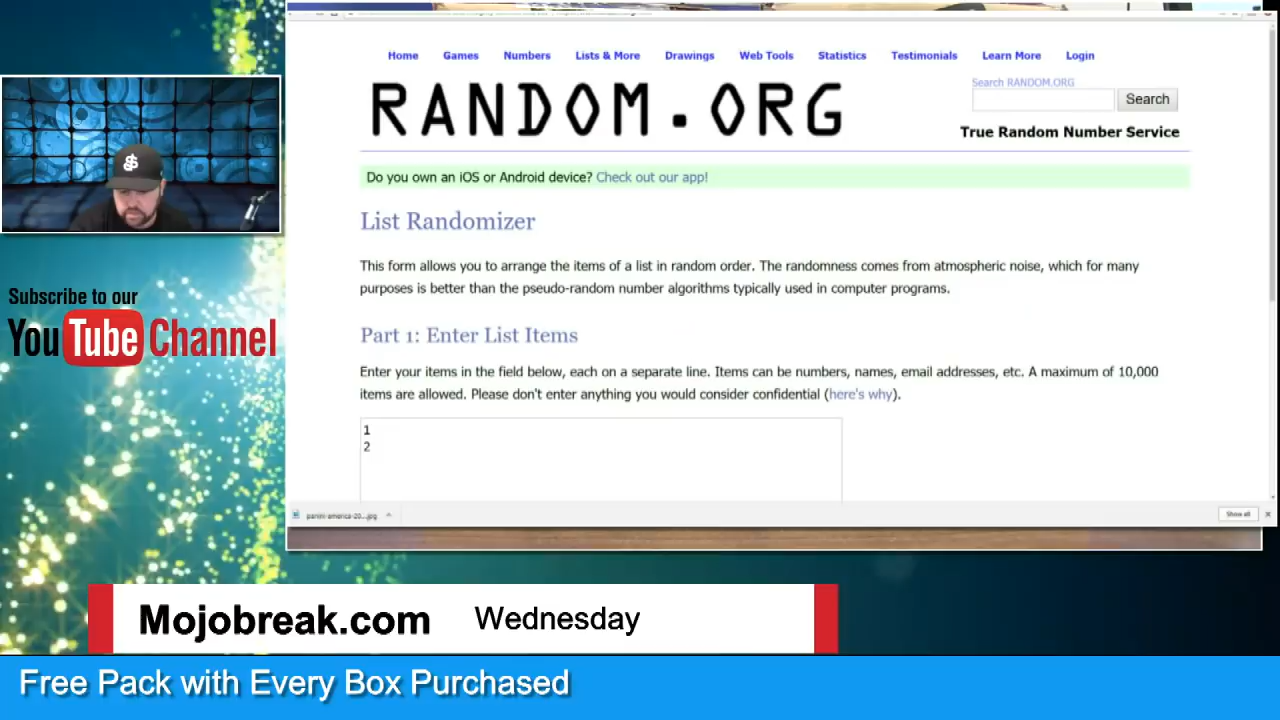 Home Games Numbers Lists & More Drawings Web Tools Statistics Testimonials Learn More Login
RANDOM.ORG
Search RANDOM.ORG
Search
True Random Number Service
Do you own an iOS or Android device? Check out our app!
List Randomizer
This form allows you to arrange the items of a list in random order. The randomness comes from atmospheric noise, which for many
purposes is better than the pseudo-random number algorithms typically used in computer programs.
Part 1: Enter List Items
Enter your items in the field below, each on a separate line. Items can be numbers, names, email addresses, etc. A maximum of 10,000
items are allowed. Please don't enter anything you would consider confidential (here's why).
1
2
panini-america-20....jpg
Show all
Subscribe to our
YouTube Channel
Mojobreak.com Wednesday
Free Pack with Every Box Purchased